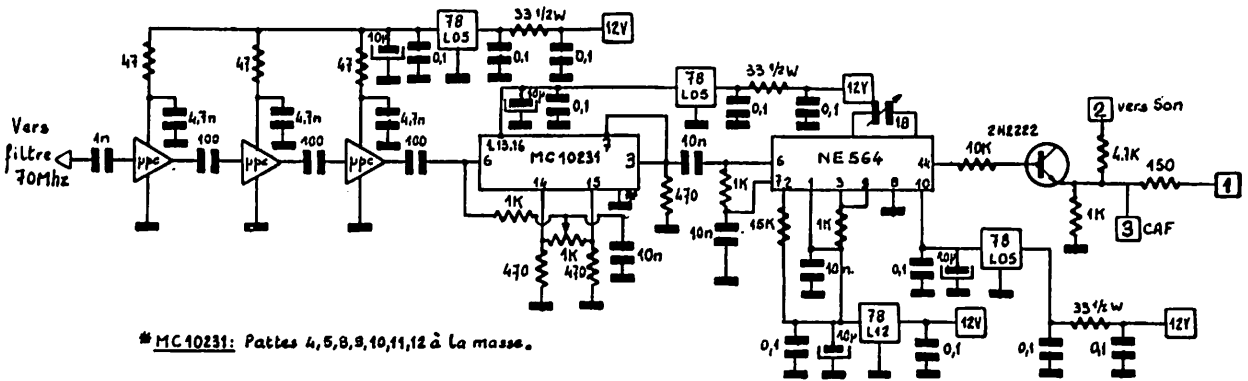 10µ
0,1
78
L05
0,1
33 1/2W
0,1
12V
47
47
47
4,7n
4,7n
4,7n
Vers
filtre
70Mhz
1n
µpc
100
µpc
100
µpc
100
10µ
0,1
78
L05
0,1
33 1/2W
0,1
12V
18
1.13.16
7
6
MC10231
3
14
15
*
1K
1K
470
470
10n
470
10n
1K
10n
6
7
NE564
14
2
1
3
9
8
10
15K
1K
10n
10K
2N2222
2
vers Son
4.7K
150
1
1K
3
CAF
0,1
10µ
78
L05
0,1
33 1/2W
0,1
12V
0,1
10µ
78
L12
0,1
12V
* MC10231: Pattes 4,5,8,9,10,11,12 à la masse.